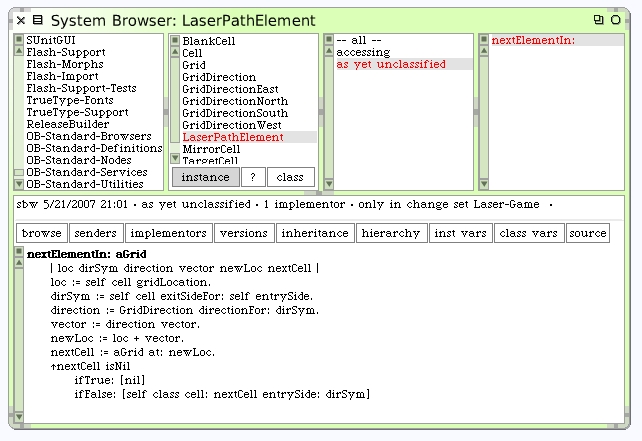 System Browser: LaserPathElement
SUnitGUI
Flash-Support
Flash-Morphs
Flash-Import
Flash-Support-Tests
TrueType-Fonts
TrueType-Support
ReleaseBuilder
OB-Standard-Browsers
OB-Standard-Definitions
OB-Standard-Nodes
OB-Standard-Services
OB-Standard-Utilities
BlankCell
Cell
Grid
GridDirection
GridDirectionEast
GridDirectionNorth
GridDirectionSouth
GridDirectionWest
LaserPathElement
MirrorCell
TargetCell
instance ? class
-- all --
accessing
as yet unclassified
nextElementIn:
sbw 5/21/2007 21:01 · as yet unclassified · 1 implementor · only in change set Laser-Game ·
browse senders implementors versions inheritance hierarchy inst vars class vars source
nextElementIn: aGrid
| loc dirSym direction vector newLoc nextCell |
loc := self cell gridLocation.
dirSym := self cell exitSideFor: self entrySide.
direction := GridDirection directionFor: dirSym.
vector := direction vector.
newLoc := loc + vector.
nextCell := aGrid at: newLoc.
↑nextCell isNil
ifTrue: [nil]
ifFalse: [self class cell: nextCell entrySide: dirSym]